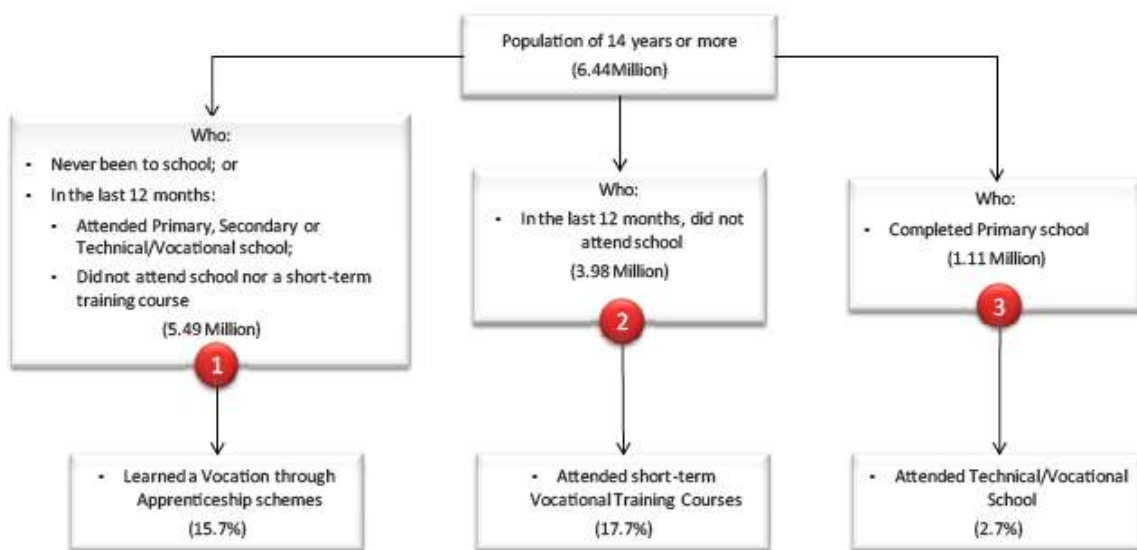 Population of 14 years or more
(6.44Million)
Who:
- Never been to school; or
- In the last 12 months:
- Attended Primary, Secondary or
Technical/Vocational school;
- Did not attend school nor a short-term
training course
(5.49 Million)
1
Who:
- In the last 12 months, did not
attend school
(3.98 Million)
2
Who:
- Completed Primary school
(1.11 Million)
3
- Learned a Vocation through
Apprenticeship schemes
(15.7%)
- Attended short-term
Vocational Training Courses
(17.7%)
- Attended Technical/Vocational
School
(2.7%)